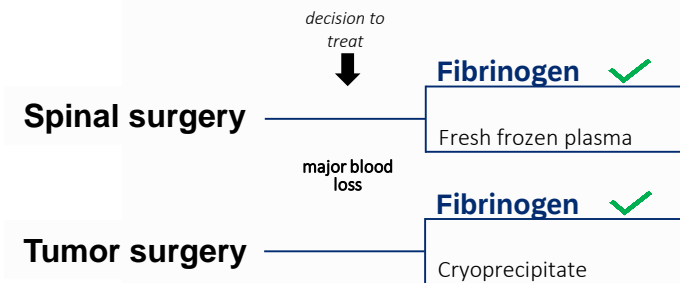 decision to
treat
Fibrinogen
Spinal surgery
Fresh frozen plasma
major blood
loss
Fibrinogen
Tumor surgery
Cryoprecipitate